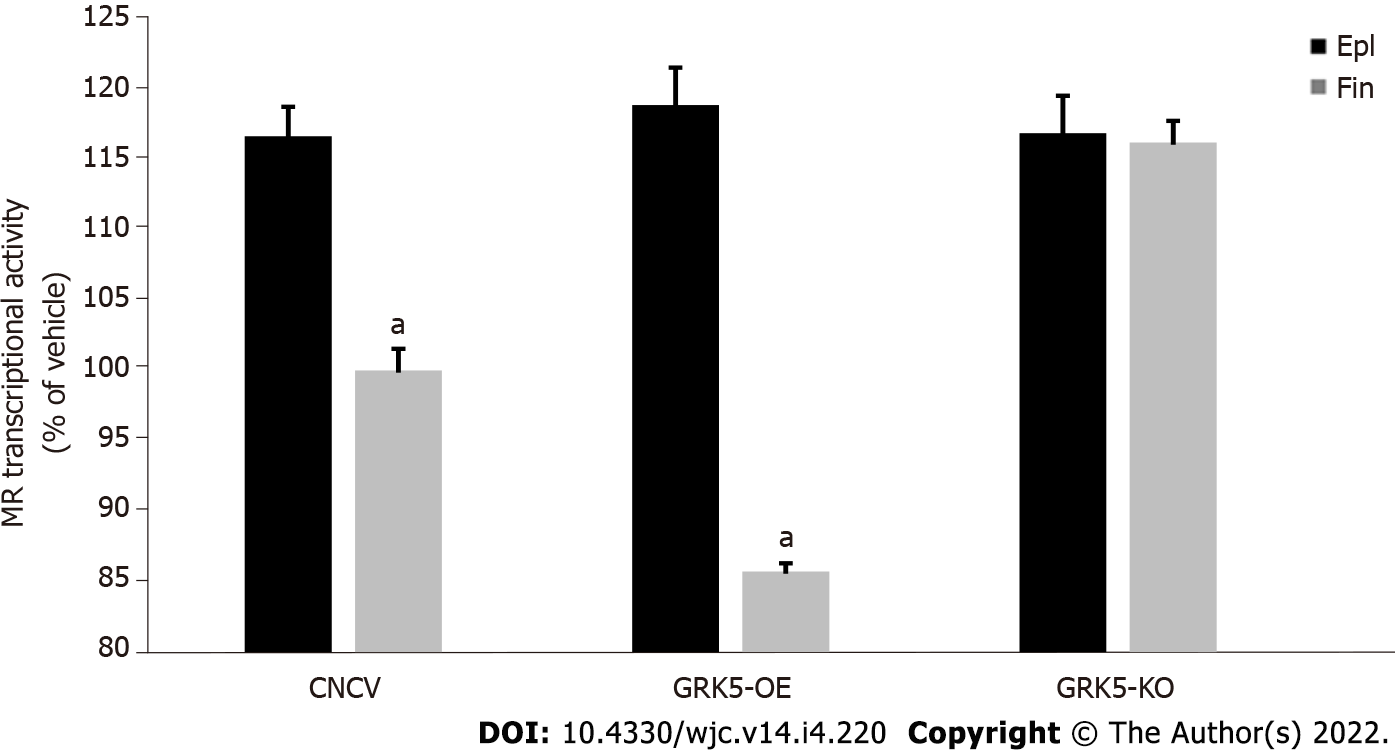 125
120
115
110
105
100
95
90
85
80
MR transcriptional activity
(% of vehicle)
Epl
Fin
a
a
CNCV GRK5-OE GRK5-KO
DOI: 10.4330/wjc.v14.i4.220 Copyright © The Author(s) 2022.